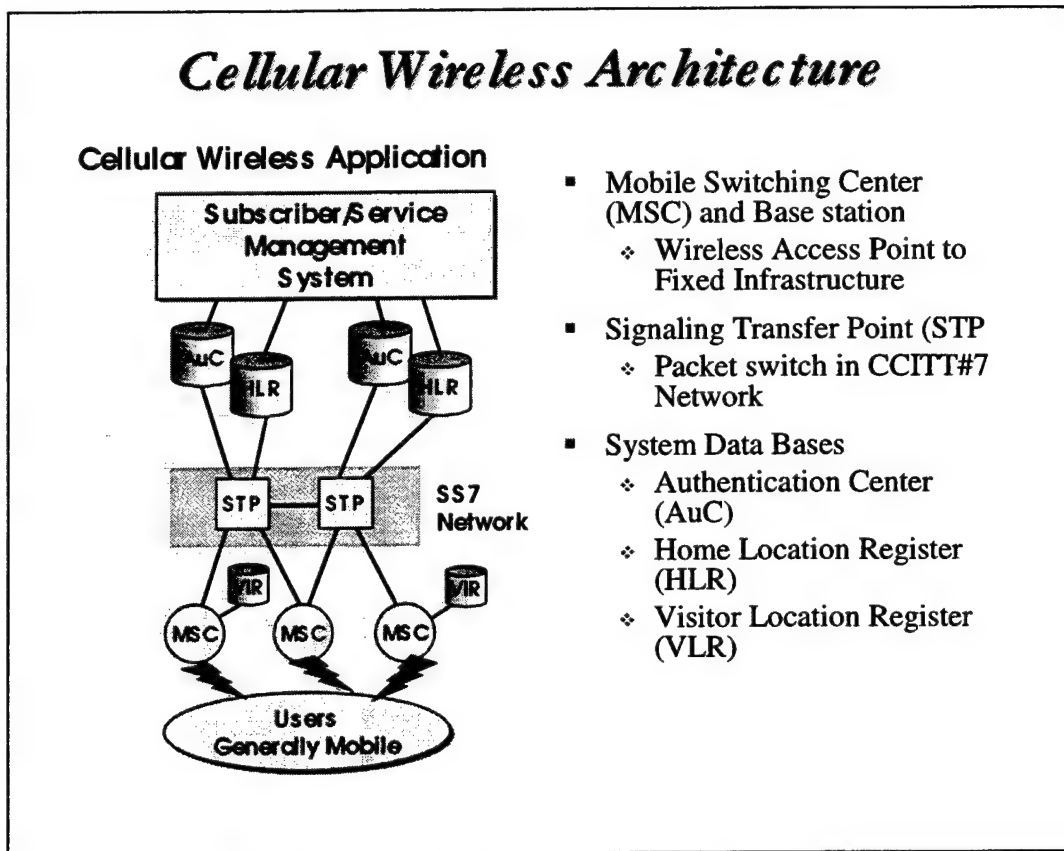 Cellular Wireless Architecture
Cellular Wireless Application
Subscriber/Service
Management
System
AuC
HLR
AuC
HLR
STP
STP
SS7
Network
VLR
VLR
MSC
MSC
MSC
Users
Generally Mobile
▪ Mobile Switching Center
(MSC) and Base station
❖ Wireless Access Point to
Fixed Infrastructure
▪ Signaling Transfer Point (STP
❖ Packet switch in CCITT#7
Network
▪ System Data Bases
❖ Authentication Center
(AuC)
❖ Home Location Register
(HLR)
❖ Visitor Location Register
(VLR)